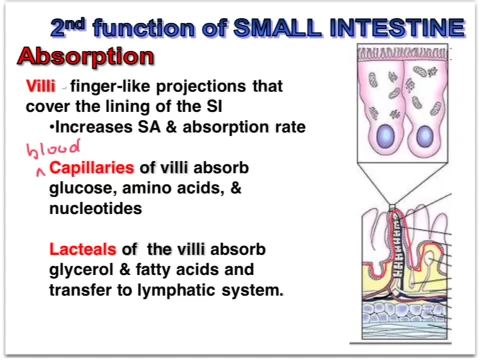 2nd function of SMALL INTESTINE
Absorption
Villi - finger-like projections that
cover the lining of the SI
•Increases SA & absorption rate
blood
^ Capillaries of villi absorb
glucose, amino acids, &
nucleotides
Lacteals of the villi absorb
glycerol & fatty acids and
transfer to lymphatic system.